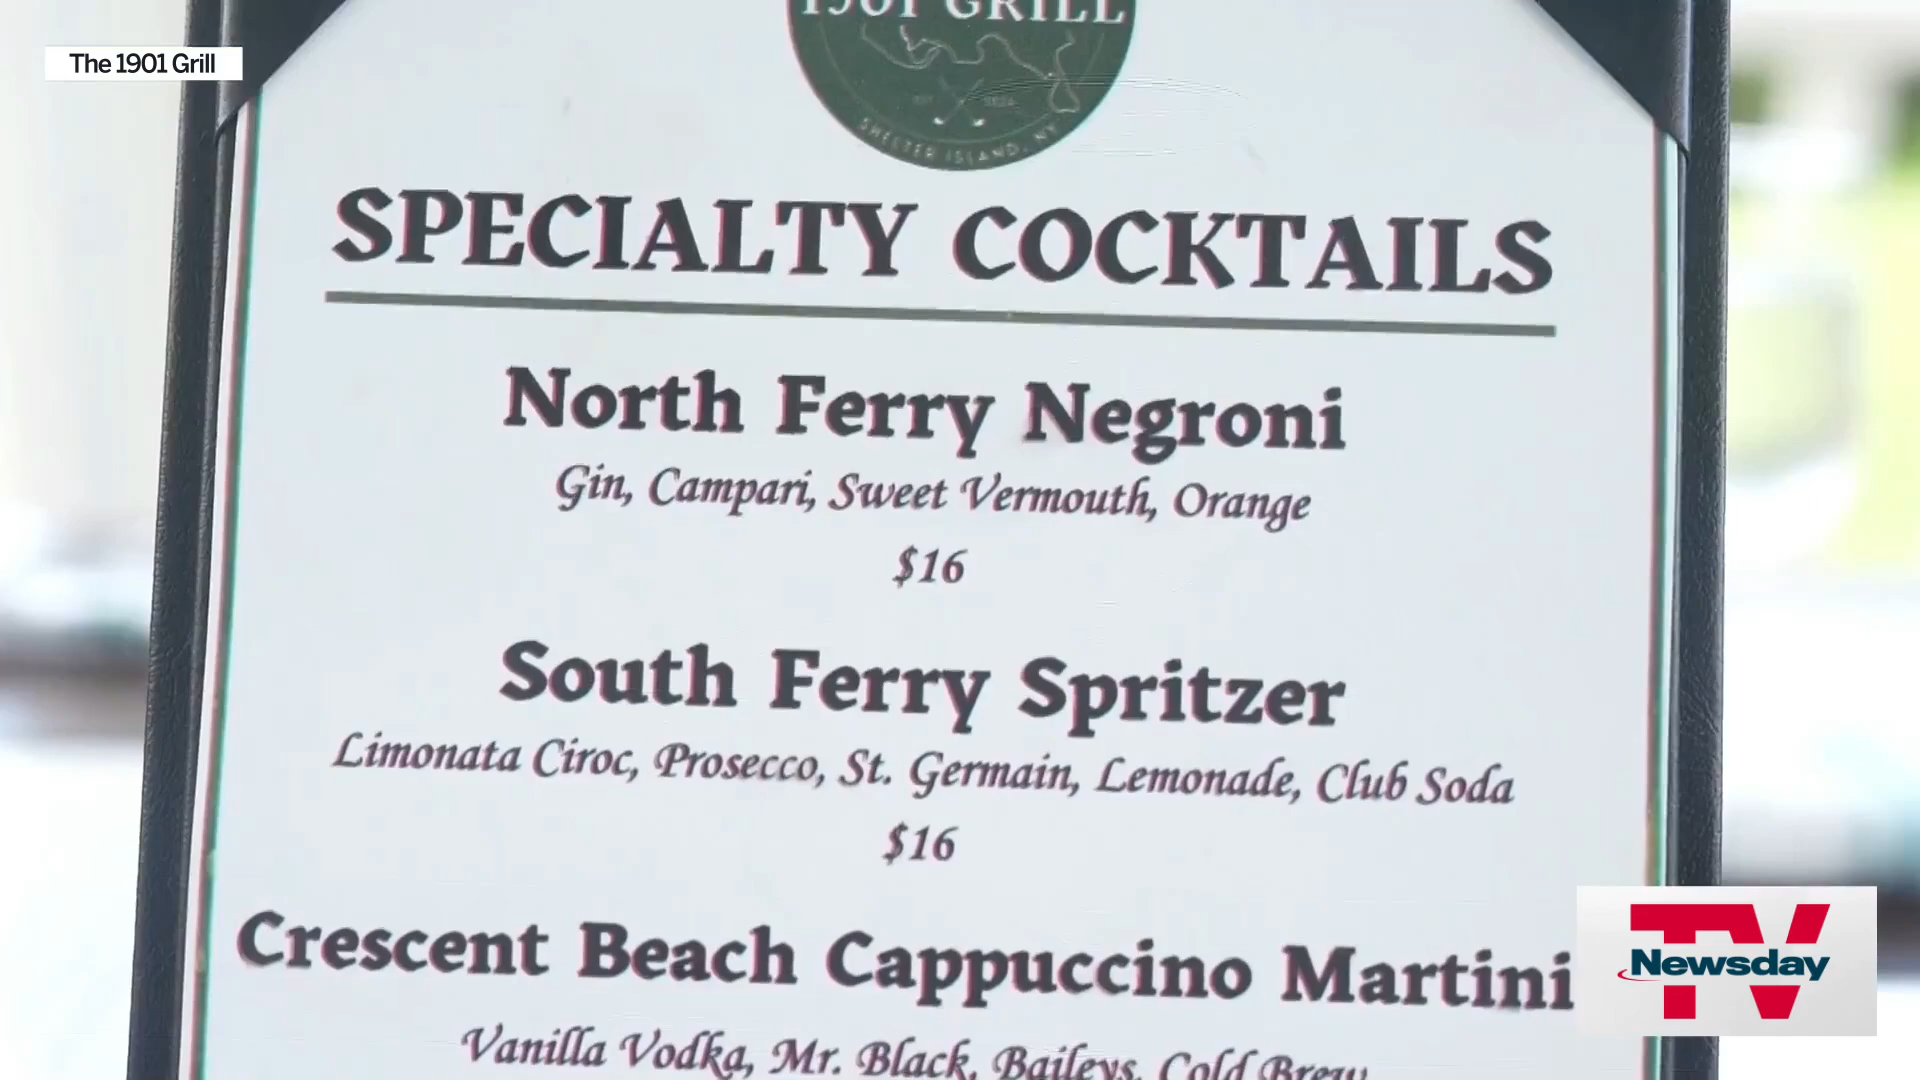 The 1901 Grill
1901 GRILL
SHELTER ISLAND, NY
SPECIALTY COCKTAILS
North Ferry Negroni
Gin, Campari, Sweet Vermouth, Orange
$16
South Ferry Spritzer
Limonata Ciroc, Prosecco, St. Germain, Lemonade, Club Soda
$16
Crescent Beach Cappuccino Martini
Vanilla Vodka, Mr. Black, Baileys, Cold Brew
TV
Newsday